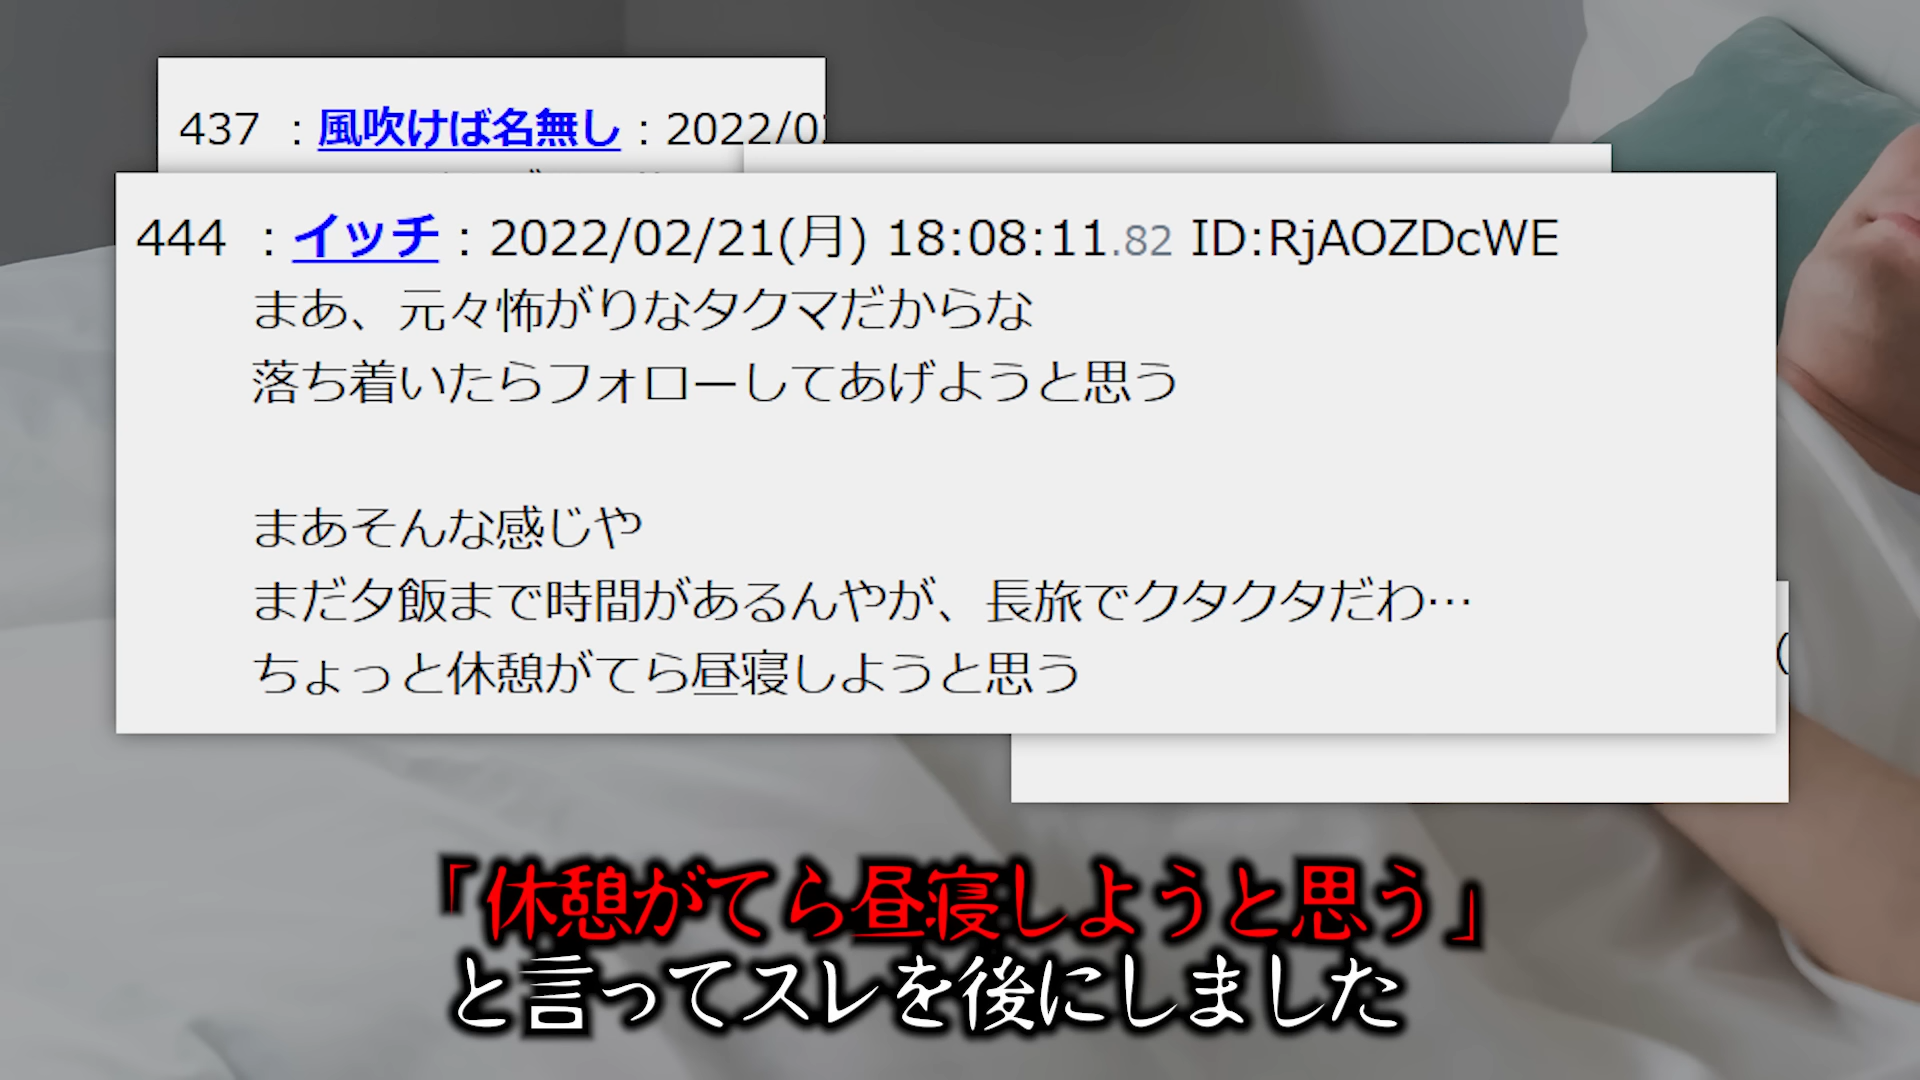 437 ：風吹けば名無し：2022/0
444 ：イッチ：2022/02/21(月) 18:08:11.82 ID:RjAOZDcWE
まあ、元々怖がりなタクマだからな
落ち着いたらフォローしてあげようと思う
まあそんな感じや
まだ夕飯まで時間があるんやが、長旅でクタクタだわ…
ちょっと休憩がてら昼寝しようと思う
(
「休憩がてら昼寝しようと思う」
と言ってスレを後にしました